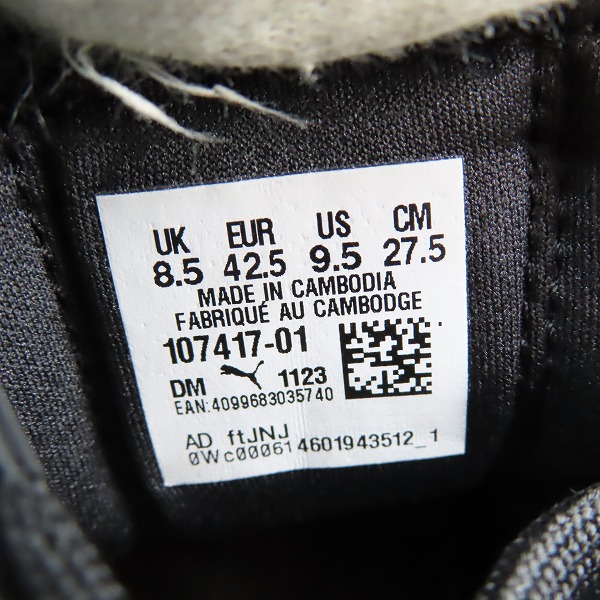 UK EUR US CM
8.5 42.5 9.5 27.5
MADE IN CAMBODIA
FABRIQUÉ AU CAMBODGE
107417-01
DM 1123
EAN:4099683035740
AD ftJNJ
0Wc000614601943512_1